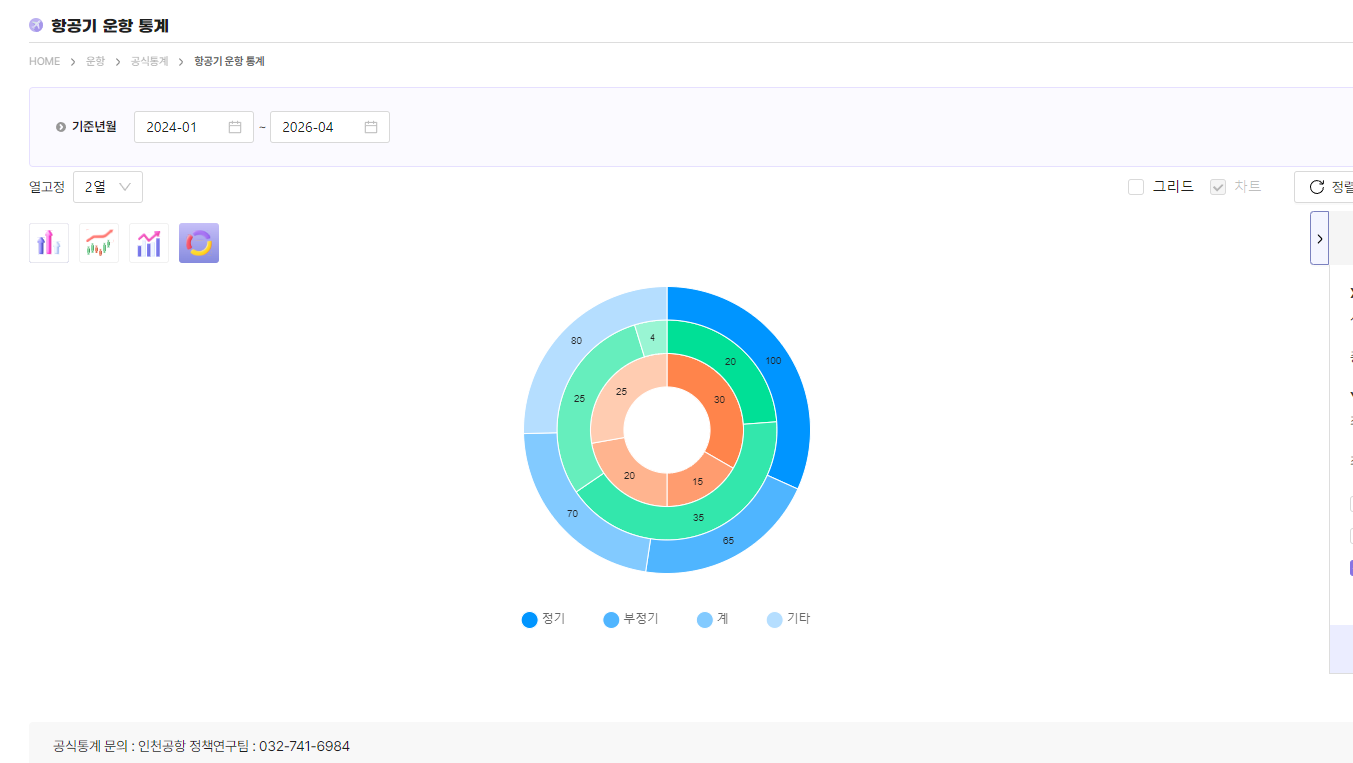 항공기 운항 통계
HOME > 운항 > 공식통계 > 항공기 운항 통계
기준년월 2024-01 ~ 2026-04
열고정 2열 그리드 차트
80 4 20 100
25 25 30
20 15
70 35
65
정기 부정기 계 기타
공식통계 문의 : 인천공항 정책연구팀 : 032-741-6984